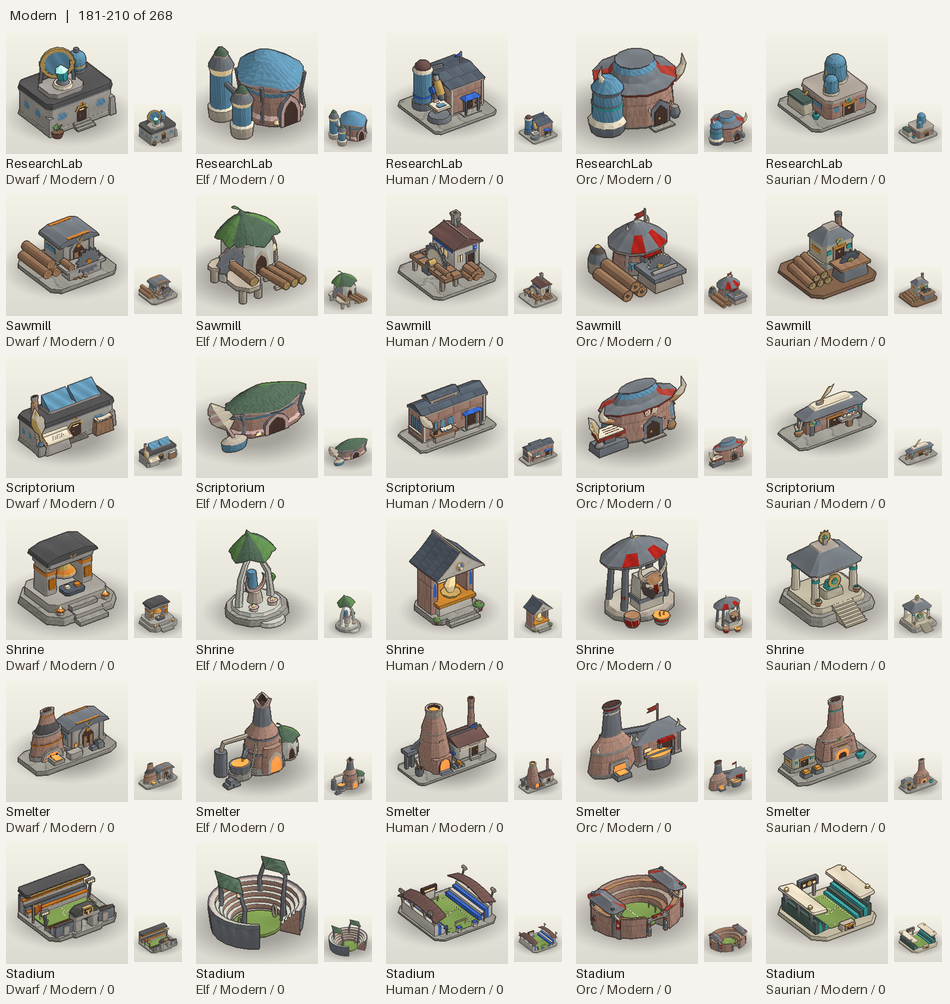 Modern | 181-210 of 268
ResearchLab
Dwarf / Modern / 0
ResearchLab
Elf / Modern / 0
ResearchLab
Human / Modern / 0
ResearchLab
Orc / Modern / 0
ResearchLab
Saurian / Modern / 0
Sawmill
Dwarf / Modern / 0
Sawmill
Elf / Modern / 0
Sawmill
Human / Modern / 0
Sawmill
Orc / Modern / 0
Sawmill
Saurian / Modern / 0
Scriptorium
Dwarf / Modern / 0
Scriptorium
Elf / Modern / 0
Scriptorium
Human / Modern / 0
Scriptorium
Orc / Modern / 0
Scriptorium
Saurian / Modern / 0
Shrine
Dwarf / Modern / 0
Shrine
Elf / Modern / 0
Shrine
Human / Modern / 0
Shrine
Orc / Modern / 0
Shrine
Saurian / Modern / 0
Smelter
Dwarf / Modern / 0
Smelter
Elf / Modern / 0
Smelter
Human / Modern / 0
Smelter
Orc / Modern / 0
Smelter
Saurian / Modern / 0
Stadium
Dwarf / Modern / 0
Stadium
Elf / Modern / 0
Stadium
Human / Modern / 0
Stadium
Orc / Modern / 0
Stadium
Saurian / Modern / 0